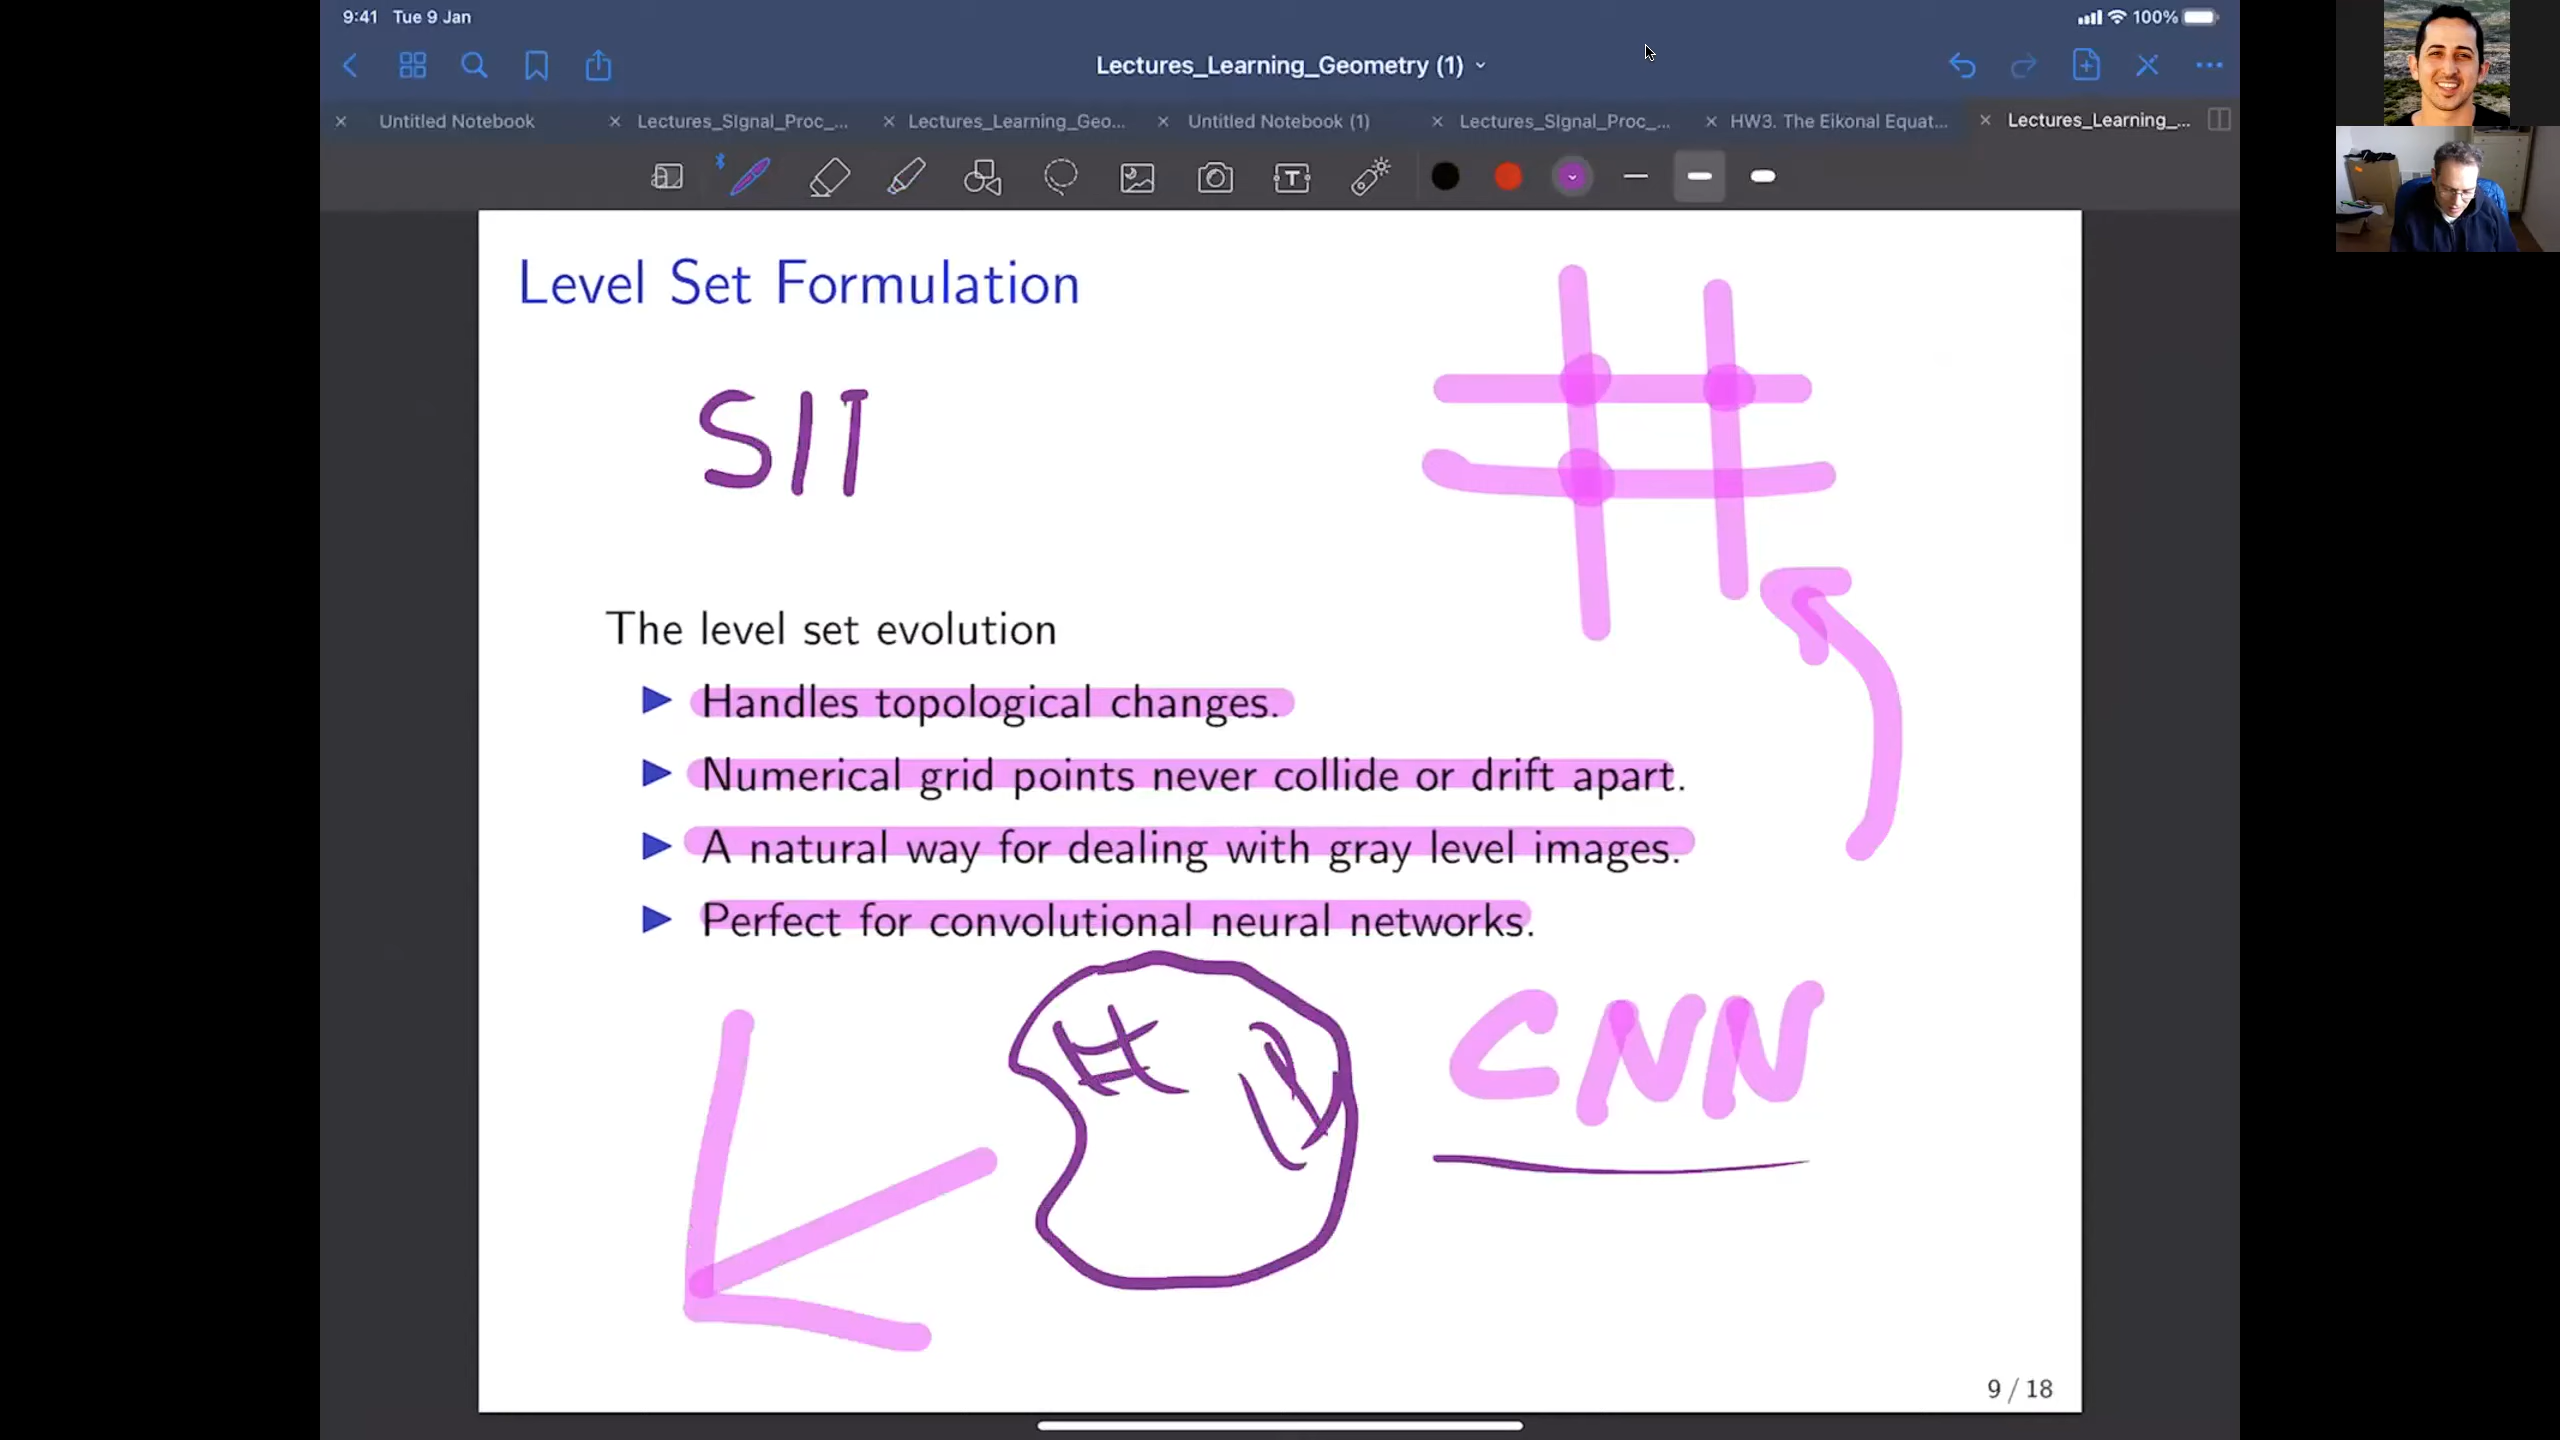 9:41 Tue 9 Jan 100%
Lectures_Learning_Geometry (1)
Untitled Notebook Lectures_SIgnal_Proc_... Lectures_Learning_Geo... Untitled Notebook (1) Lectures_SIgnal_Proc_... HW3. The Eikonal Equat... Lectures_Learning_...
Level Set Formulation
The level set evolution
Handles topological changes.
Numerical grid points never collide or drift apart.
A natural way for dealing with gray level images.
Perfect for convolutional neural networks.
CNN
9 / 18